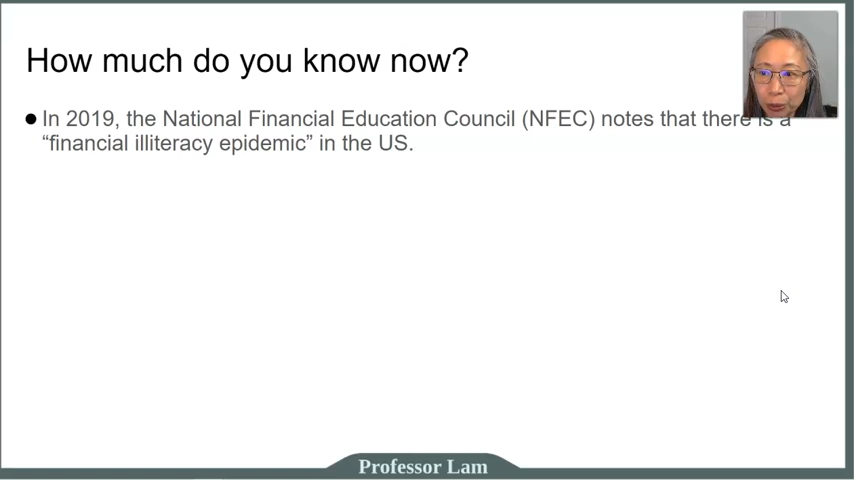 How much do you know now?
● In 2019, the National Financial Education Council (NFEC) notes that there is a
“financial illiteracy epidemic” in the US.
Professor Lam